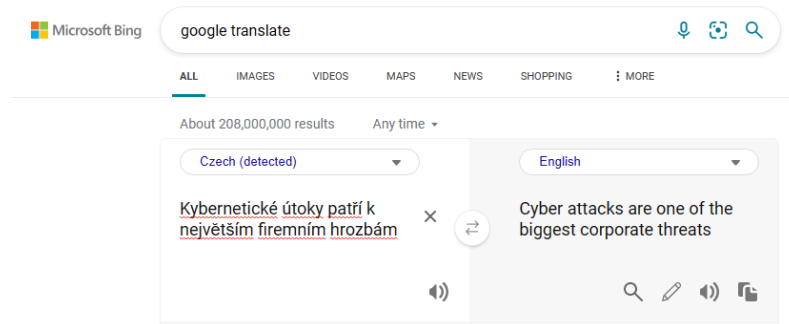 Microsoft Bing
google translate
ALL IMAGES VIDEOS MAPS NEWS SHOPPING MORE
About 208,000,000 results Any time
Czech (detected)
English
Kybernetické útoky patří k
největším firemním hrozbám
Cyber attacks are one of the
biggest corporate threats